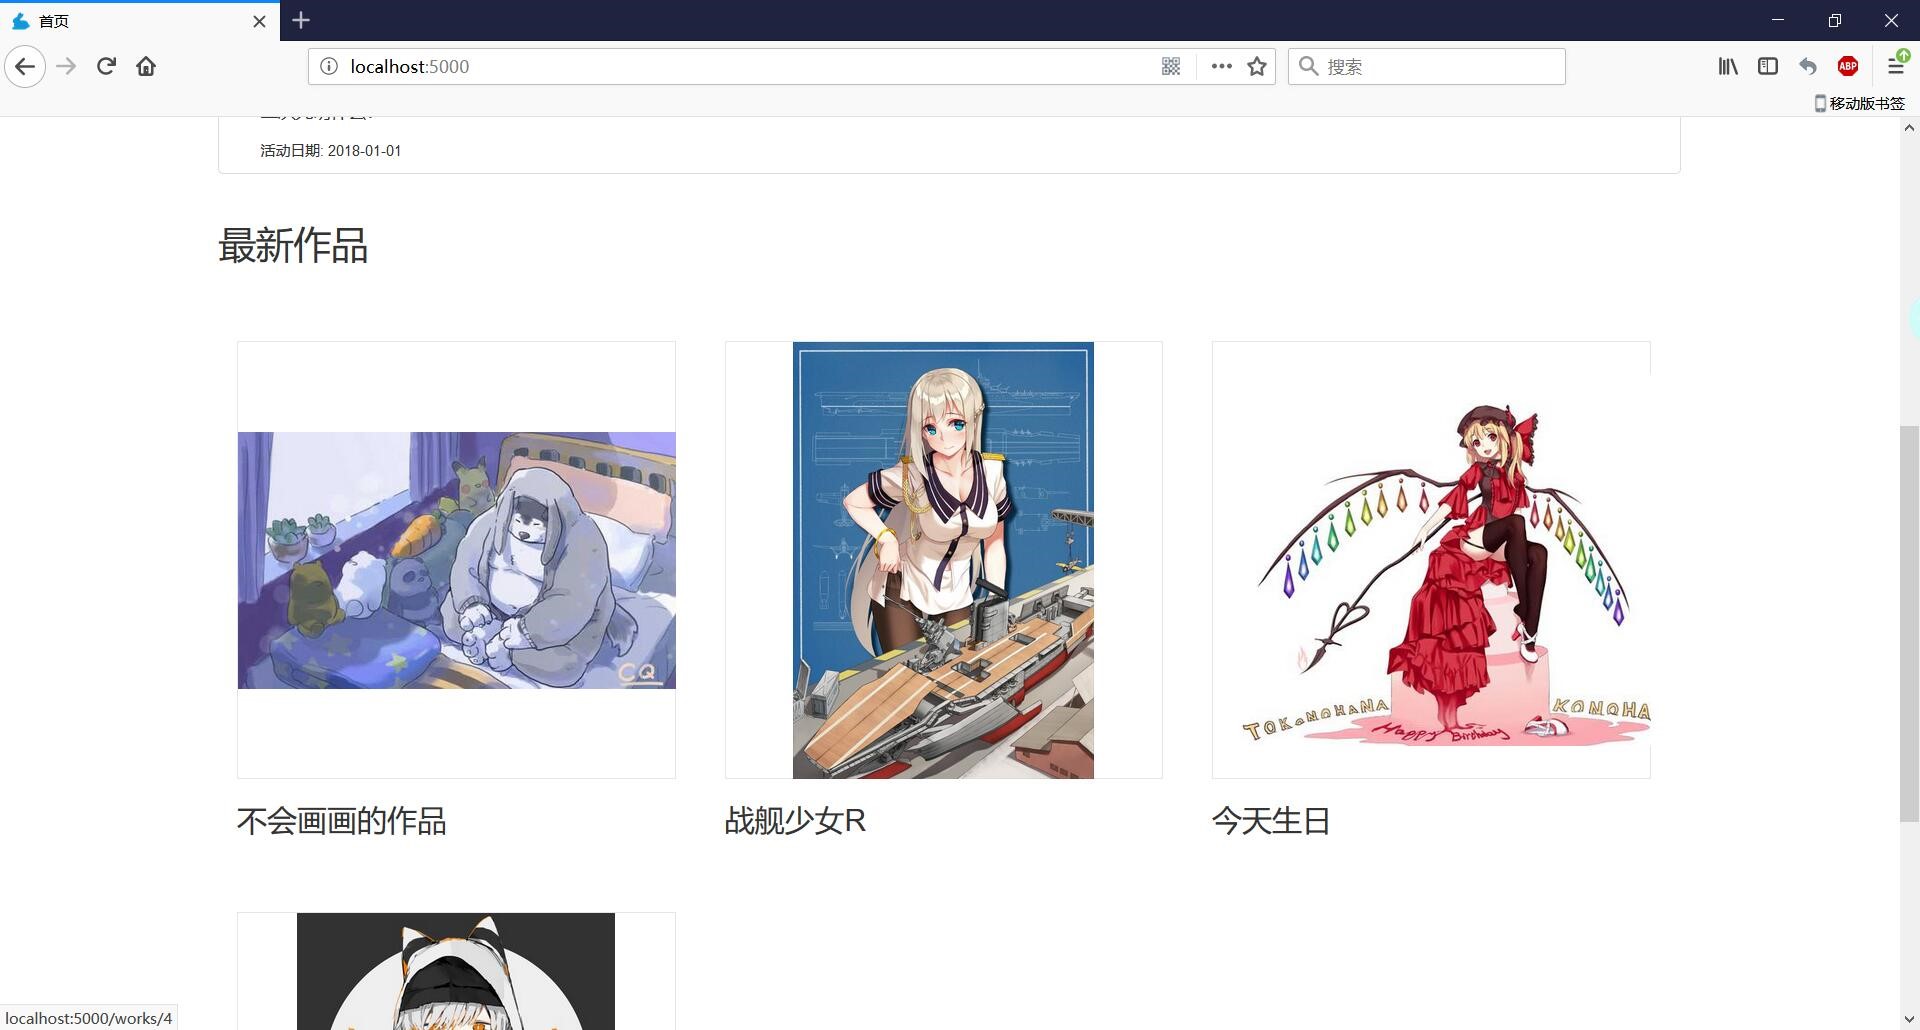 首页
localhost:5000
搜索
ABP
移动版书签
活动日期: 2018-01-01
最新作品
CQ
TOKONOHANA KONOHA
Happy Birthday
不会画画的作品
战舰少女R
今天生日
localhost:5000/works/4